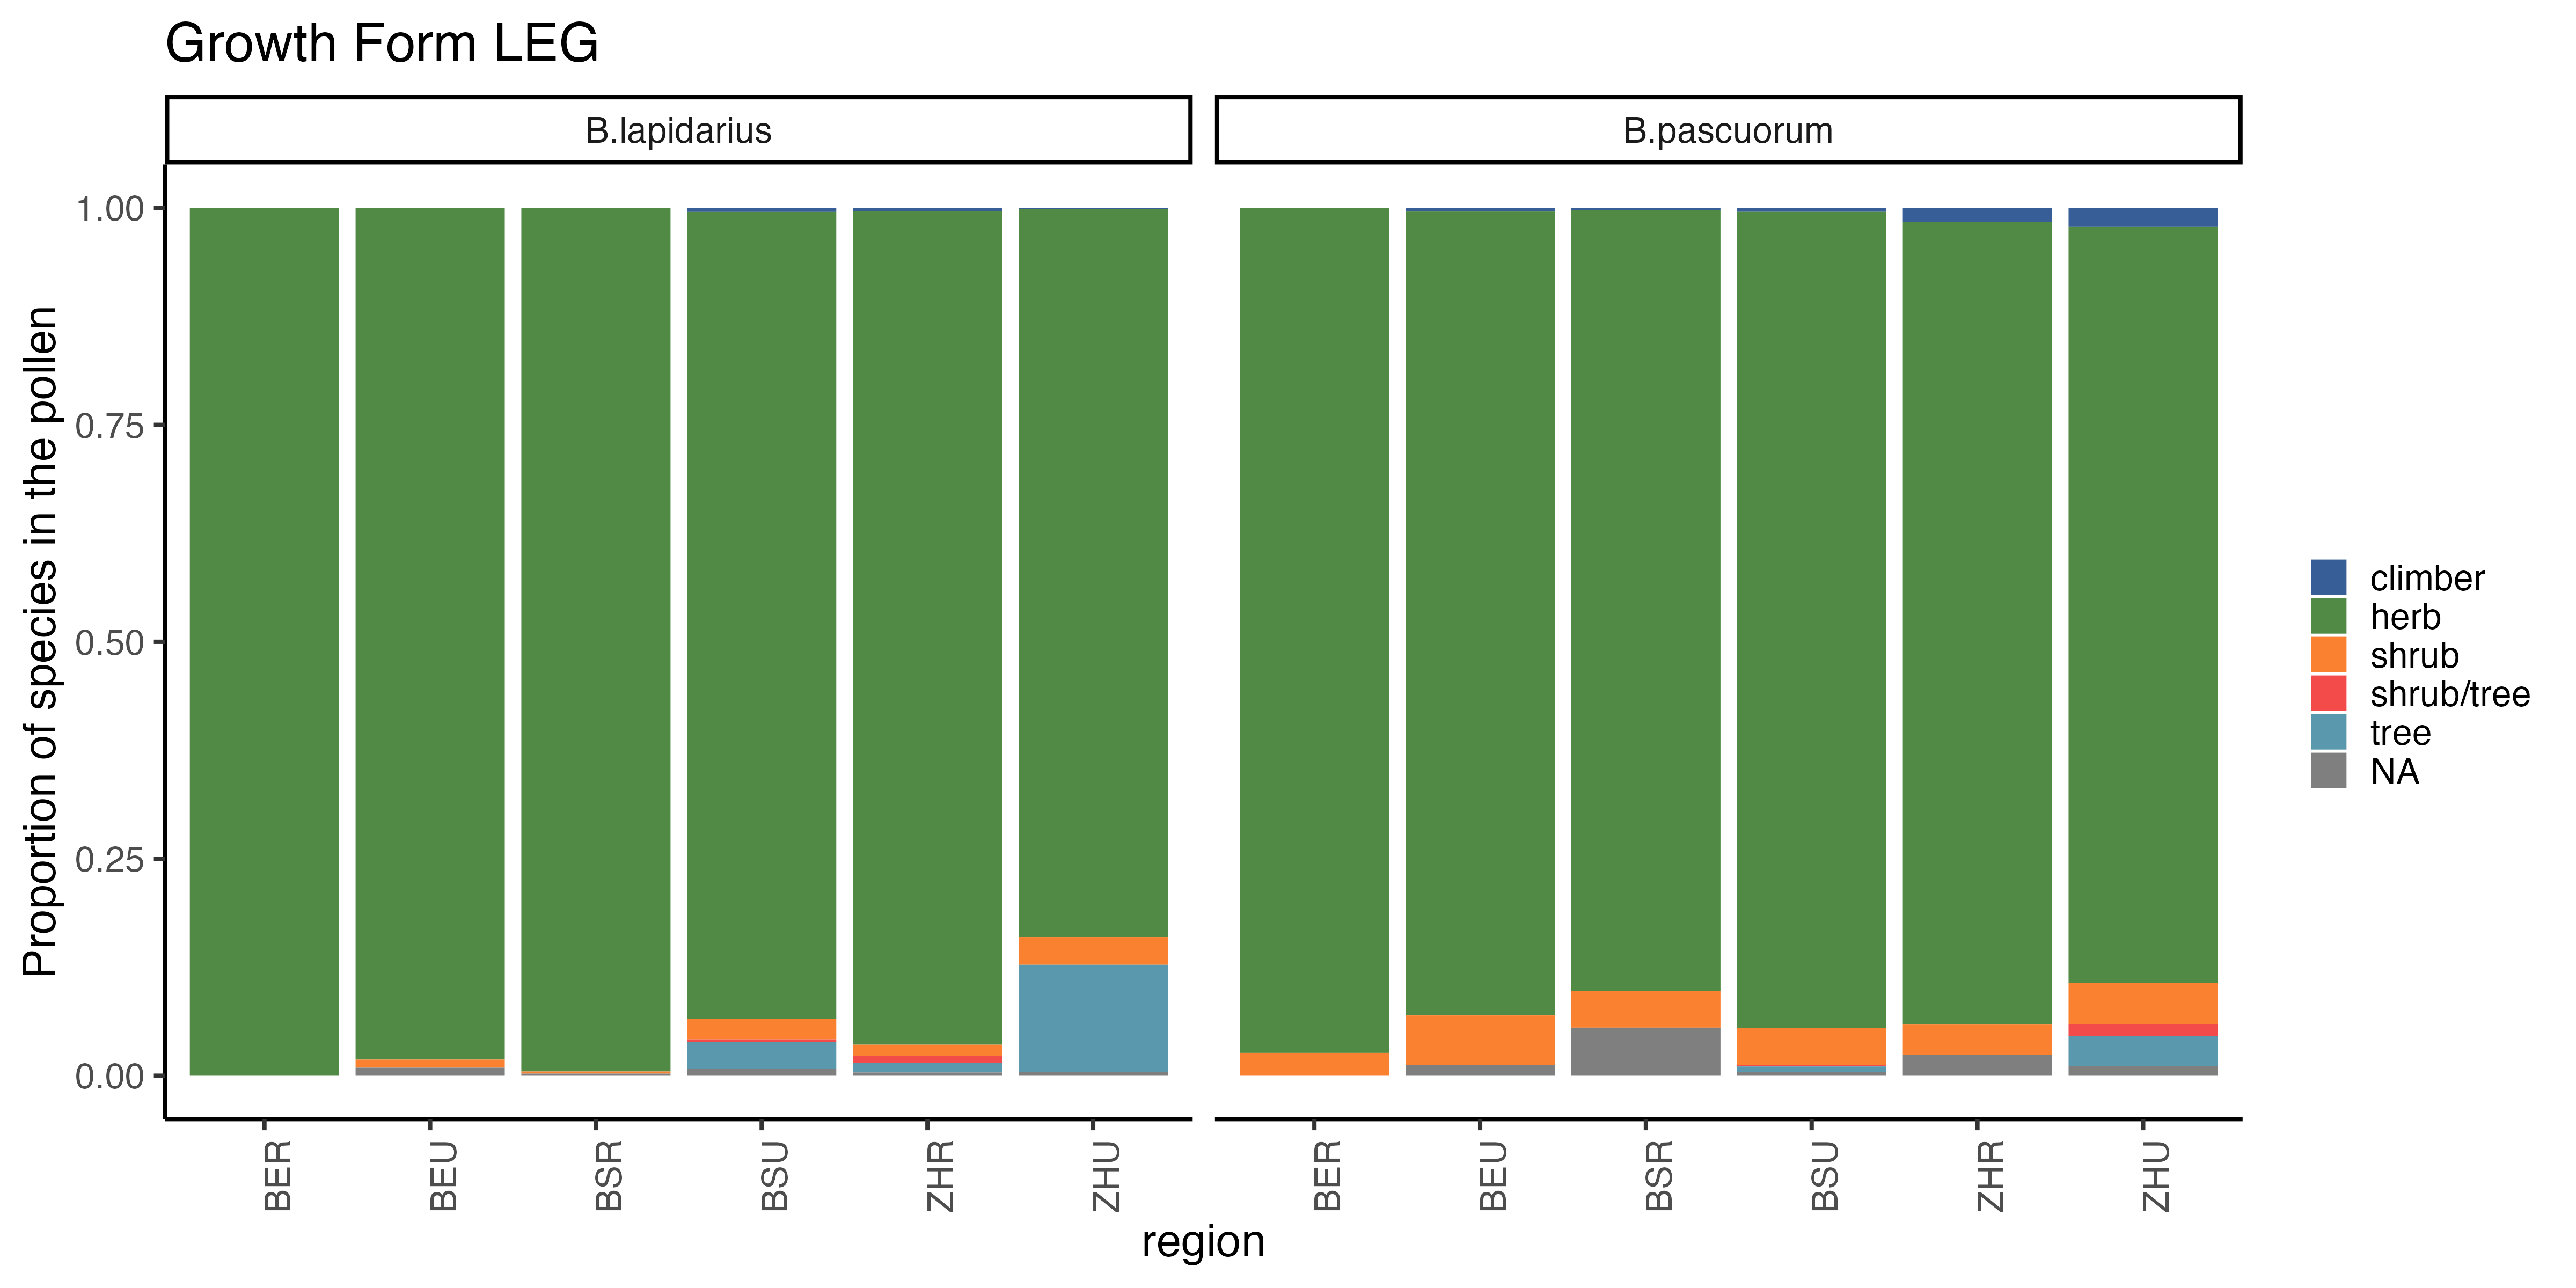 Growth Form LEG
B.lapidarius
B.pascuorum
Proportion of species in the pollen
1.00
0.75
0.50
0.25
0.00
BER
BEU
BSR
BSU
ZHR
ZHU
BER
BEU
BSR
BSU
ZHR
ZHU
region
climber
herb
shrub
shrub/tree
tree
NA